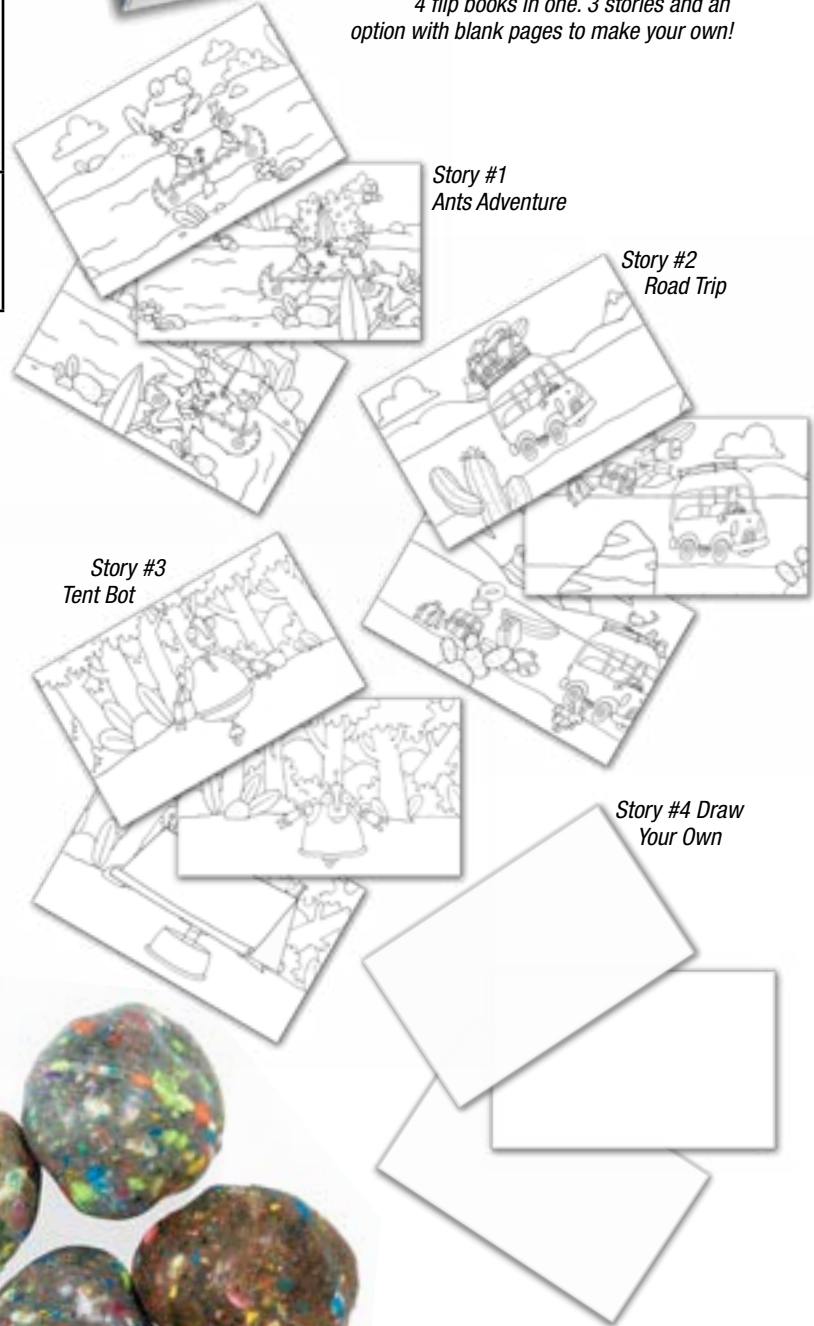 4 flip books in one. 3 stories and an
option with blank pages to make your own!
Story #1
Ants Adventure
Story #2
Road Trip
Story #3
Tent Bot
Story #4 Draw
Your Own